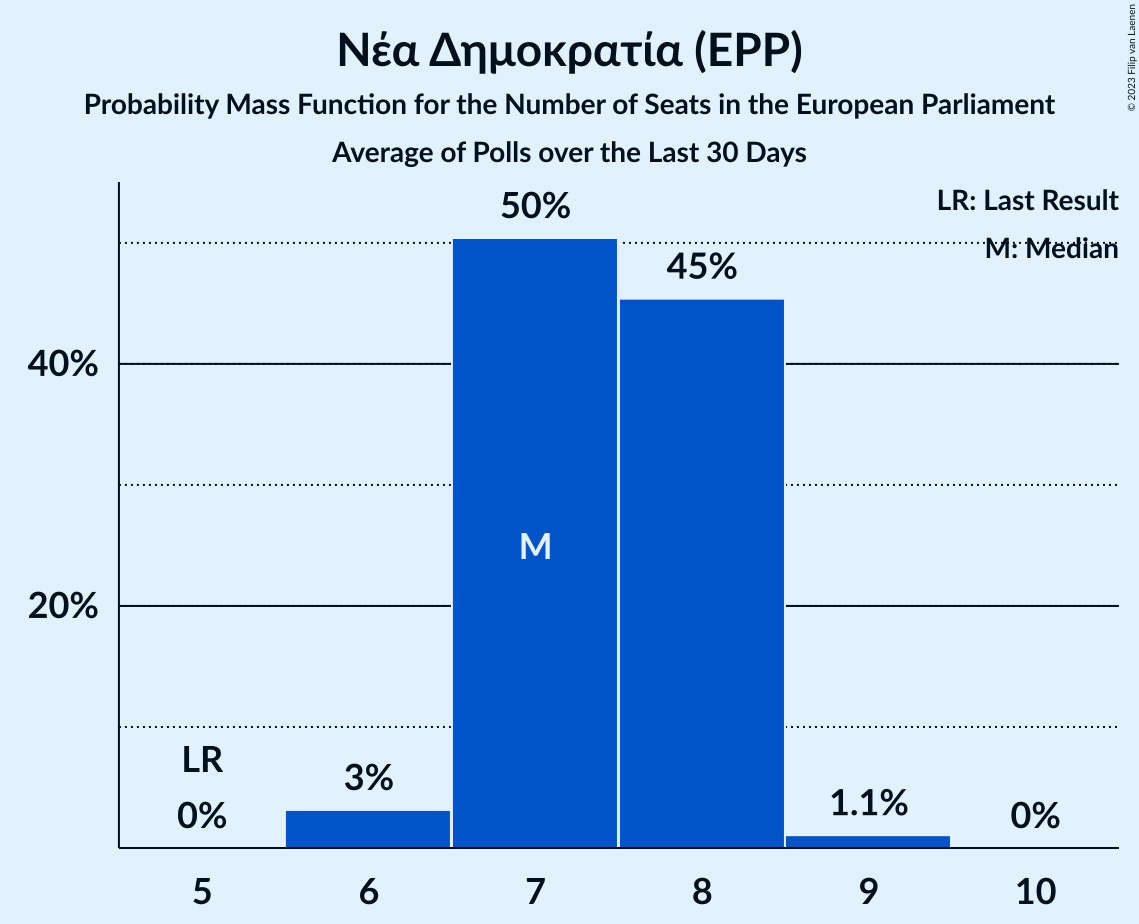 Νέα Δημοκρατία (EPP)
Probability Mass Function for the Number of Seats in the European Parliament
Average of Polls over the Last 30 Days
© 2023 Filip van Laenen
LR: Last Result
M: Median
50%
45%
40%
M
20%
LR
0%
3%
1.1%
0%
5 6 7 8 9 10